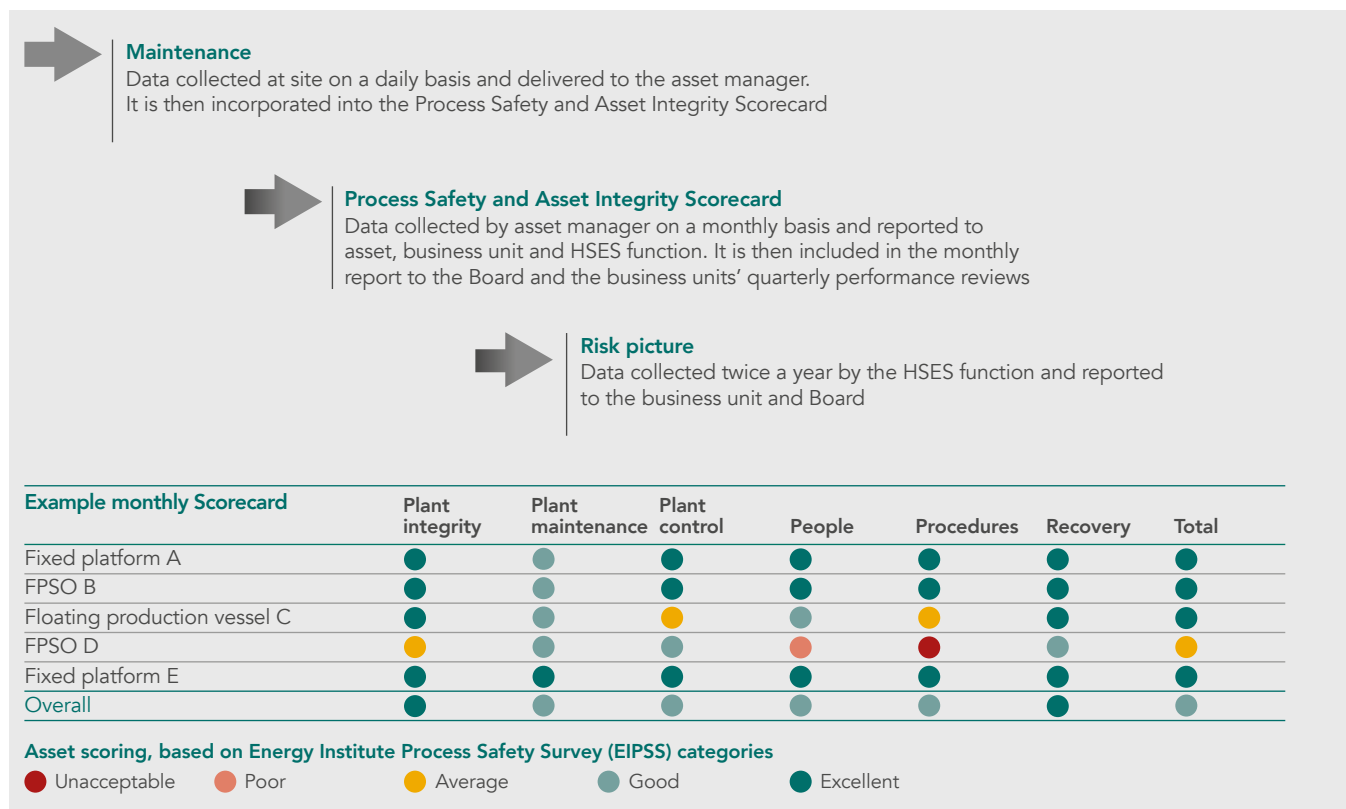 Maintenance
Data collected at site on a daily basis and delivered to the asset manager.
It is then incorporated into the Process Safety and Asset Integrity Scorecard
Process Safety and Asset Integrity Scorecard
Data collected by asset manager on a monthly basis and reported to
asset, business unit and HSES function. It is then included in the monthly
report to the Board and the business units’ quarterly performance reviews
Risk picture
Data collected twice a year by the HSES function and reported
to the business unit and Board
Example monthly Scorecard
Plant
integrity
Plant
maintenance
Plant
control
People
Procedures
Recovery
Total
Fixed platform A
FPSO B
Floating production vessel C
FPSO D
Fixed platform E
Overall
Asset scoring, based on Energy Institute Process Safety Survey (EIPSS) categories
Unacceptable
Poor
Average
Good
Excellent